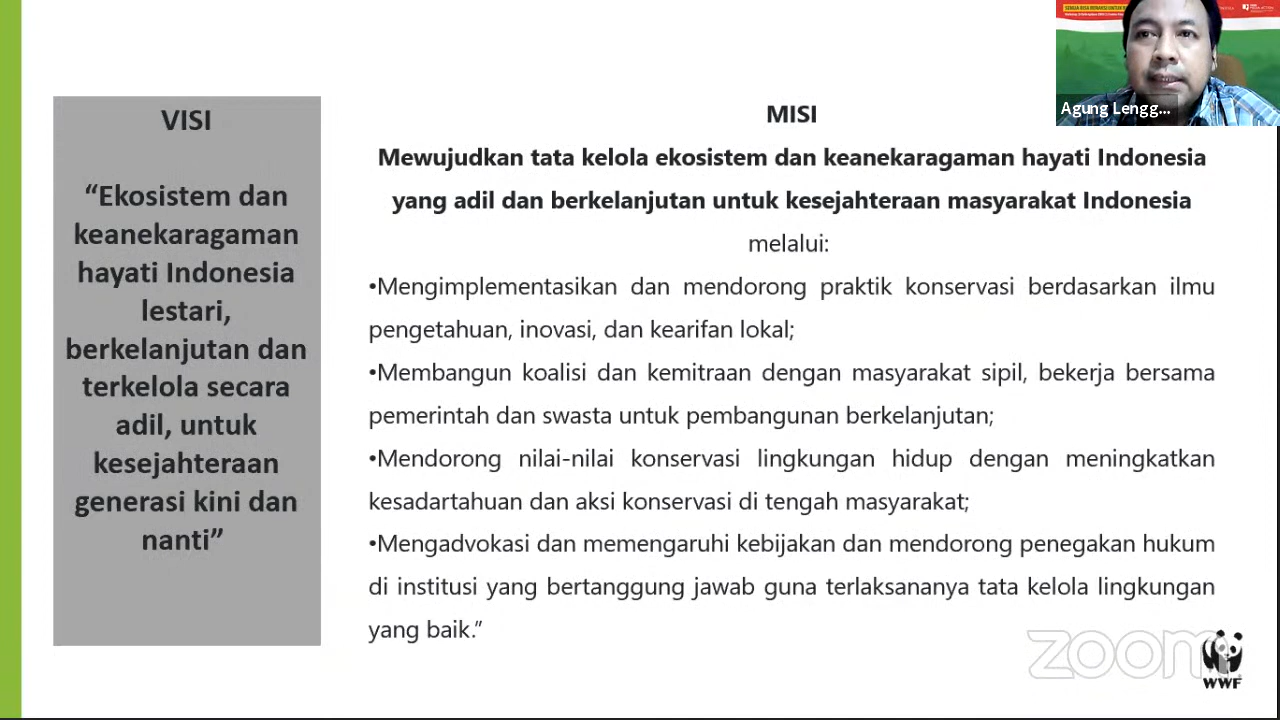 VISI
“Ekosistem dan
keanekaragaman
hayati Indonesia
lestari,
berkelanjutan dan
terkelola secara
adil, untuk
kesejahteraan
generasi kini dan
nanti”
MISI
Mewujudkan tata kelola ekosistem dan keanekaragaman hayati Indonesia
yang adil dan berkelanjutan untuk kesejahteraan masyarakat Indonesia
melalui:
•Mengimplementasikan dan mendorong praktik konservasi berdasarkan ilmu
pengetahuan, inovasi, dan kearifan lokal;
•Membangun koalisi dan kemitraan dengan masyarakat sipil, bekerja bersama
pemerintah dan swasta untuk pembangunan berkelanjutan;
•Mendorong nilai-nilai konservasi lingkungan hidup dengan meningkatkan
kesadartahuan dan aksi konservasi di tengah masyarakat;
•Mengadvokasi dan memengaruhi kebijakan dan mendorong penegakan hukum
di institusi yang bertanggung jawab guna terlaksananya tata kelola lingkungan
yang baik.”
Agung Lengg...
zoom
WWF